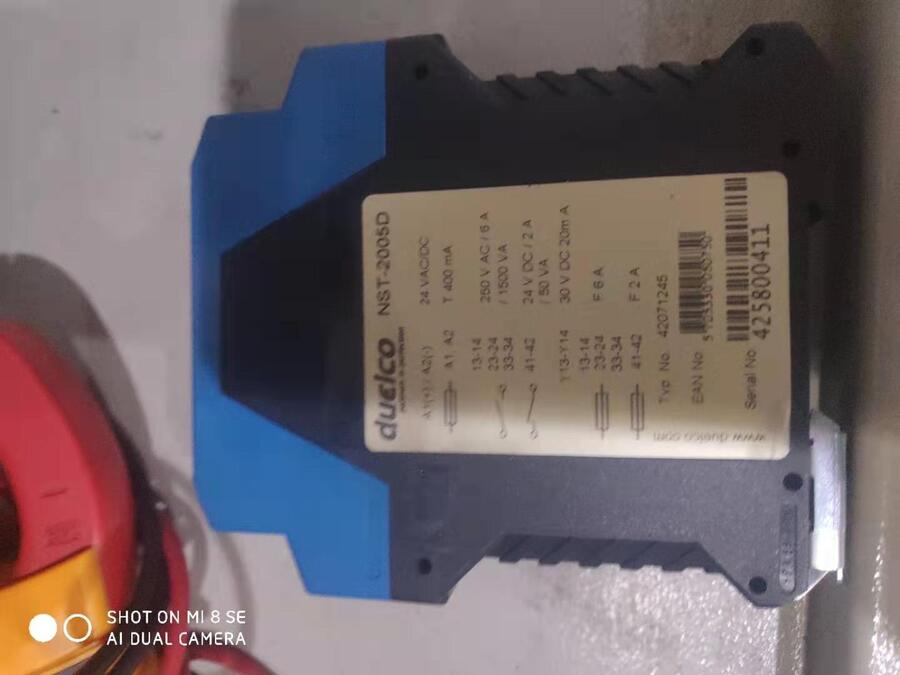 duelco NST-2005D
A1(+) / A2(-) 24 VAC/DC
A1, A2 T 400 mA
13-14
23-24 250 V AC / 6 A
33-34 / 1500 VA
41-42 24 V DC / 2 A
/ 50 VA
Y13-Y14 30 V DC 20m A
13-14
23-24 F 6 A
33-34
41-42 F 2 A
Typ No. 42071245
EAN No
Serial No 425800411
www.duelco.com
SHOT ON MI 8 SE
AI DUAL CAMERA